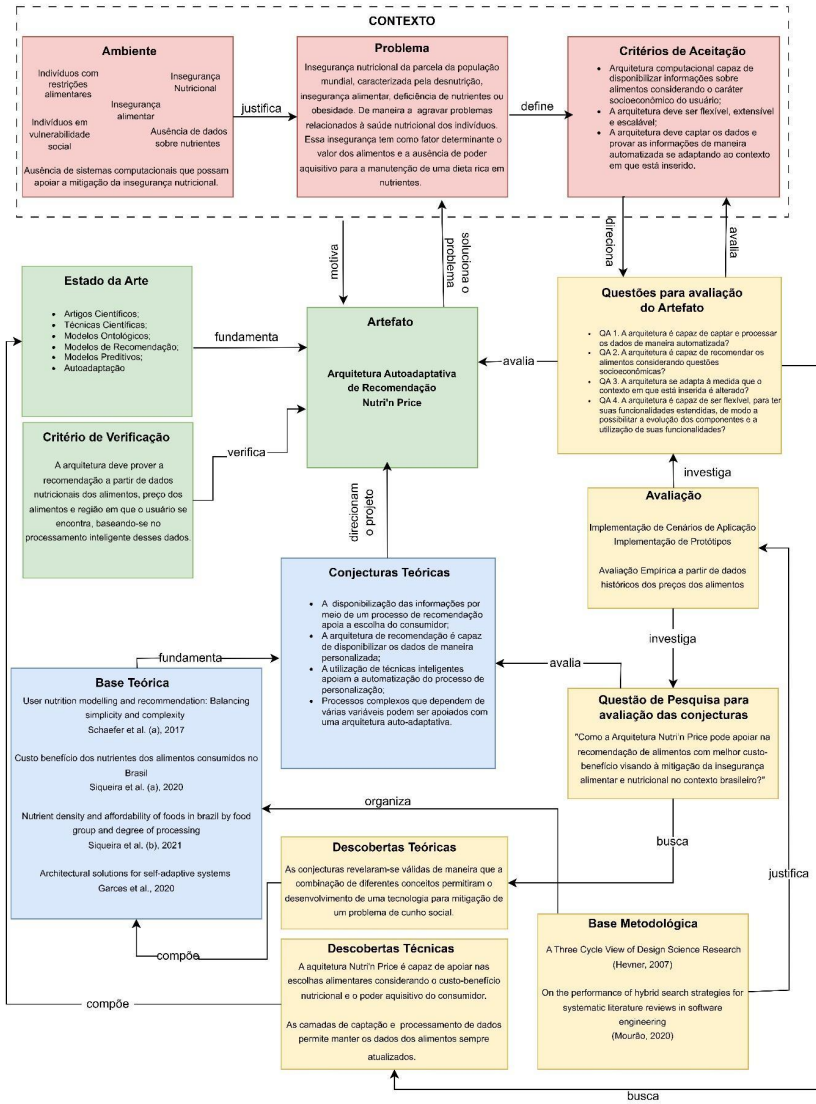 CONTEXTO
Ambiente
Indivíduos com
restrições
alimentares
Insegurança
Nutricional
Insegurança
alimentar
Indivíduos em
vulnerabilidade
social
Ausência de dados
sobre nutrientes
Ausência de sistemas computacionais que possam
apoiar a mitigação da insegurança nutricional.
justifica
Problema
Insegurança nutricional da parcela da população
mundial, caracterizada pela desnutrição,
insegurança alimentar, deficiência de nutrientes ou
obesidade. De maneira a agravar problemas
relacionados à saúde nutricional dos indivíduos.
Essa insegurança tem como fator determinante o
valor dos alimentos e a ausência de poder
aquisitivo para a manutenção de uma dieta rica em
nutrientes.
define
Critérios de Aceitação
• Arquitetura computacional capaz de
disponibilizar informações sobre
alimentos considerando o caráter
socioeconômico do usuário;
• A arquitetura deve ser flexível, extensível
e escalável;
• A arquitetura deve captar os dados e
provar as informações de maneira
automatizada se adaptando ao contexto
em que está inserido.
motiva
soluciona o
problema
direciona
avalia
Estado da Arte
• Artigos Científicos;
• Técnicas Científicas;
• Modelos Ontológicos;
• Modelos de Recomendação;
• Modelos Preditivos;
• Autoadaptação
fundamenta
Artefato
Arquitetura Autoadaptativa
de Recomendação
Nutri'n Price
avalia
Questões para avaliação
do Artefato
• QA 1. A arquitetura é capaz de captar e processar
os dados de maneira automatizada?
• QA 2. A arquitetura é capaz de recomendar os
alimentos considerando questões
socioeconômicas?
• QA 3. A arquitetura se adapta à medida que o
contexto em que está inserida é alterado?
• QA 4. A arquitetura é capaz de ser flexível, para ter
suas funcionalidades estendidas, de modo a
possibilitar a evolução dos componentes e a
utilização de suas funcionalidades?
Critério de Verificação
A arquitetura deve prover a
recomendação a partir de dados
nutricionais dos alimentos, preço dos
alimentos e região em que o usuário se
encontra, baseando-se no
processamento inteligente desses dados.
verifica
direcionam
o projeto
investiga
Avaliação
Implementação de Cenários de Aplicação
Implementação de Protótipos
Avaliação Empírica a partir de dados
históricos dos preços dos alimentos
investiga
Conjecturas Teóricas
• A disponibilização das informações por
meio de um processo de recomendação
apoia a escolha do consumidor;
• A arquitetura de recomendação é capaz
de disponibilizar os dados de maneira
personalizada;
• A utilização de técnicas inteligentes
apoiam a automatização do processo de
personalização;
• Processos complexos que dependem de
várias variáveis podem ser apoiados com
uma arquitetura auto-adaptativa.
fundamenta
avalia
Base Teórica
User nutrition modelling and recommendation: Balancing
simplicity and complexity
Schaefer et al. (a), 2017
Custo benefício dos nutrientes dos alimentos consumidos no
Brasil
Siqueira et al. (a), 2020
Nutrient density and affordability of foods in brazil by food
group and degree of processing
Siqueira et al. (b), 2021
Architectural solutions for self-adaptive systems
Garces et al., 2020
Questão de Pesquisa para
avaliação das conjecturas
"Como a Arquitetura Nutri'n Price pode apoiar na
recomendação de alimentos com melhor custo-
benefício visando à mitigação da insegurança
alimentar e nutricional no contexto brasileiro?"
organiza
busca
justifica
Descobertas Teóricas
As conjecturas revelaram-se válidas de maneira que a
combinação de diferentes conceitos permitiram o
desenvolvimento de uma tecnologia para mitigação de
um problema de cunho social.
compõe
Descobertas Técnicas
A aquitetura Nutri'n Price é capaz de apoiar nas
escolhas alimentares considerando o custo-benefício
nutricional e o poder aquisitivo do consumidor.
As camadas de captação e processamento de dados
permite manter os dados dos alimentos sempre
atualizados.
compõe
Base Metodológica
A Three Cycle View of Design Science Research
(Hevner, 2007)
On the performance of hybrid search strategies for
systematic literature reviews in software
engineering
(Mourão, 2020)
busca